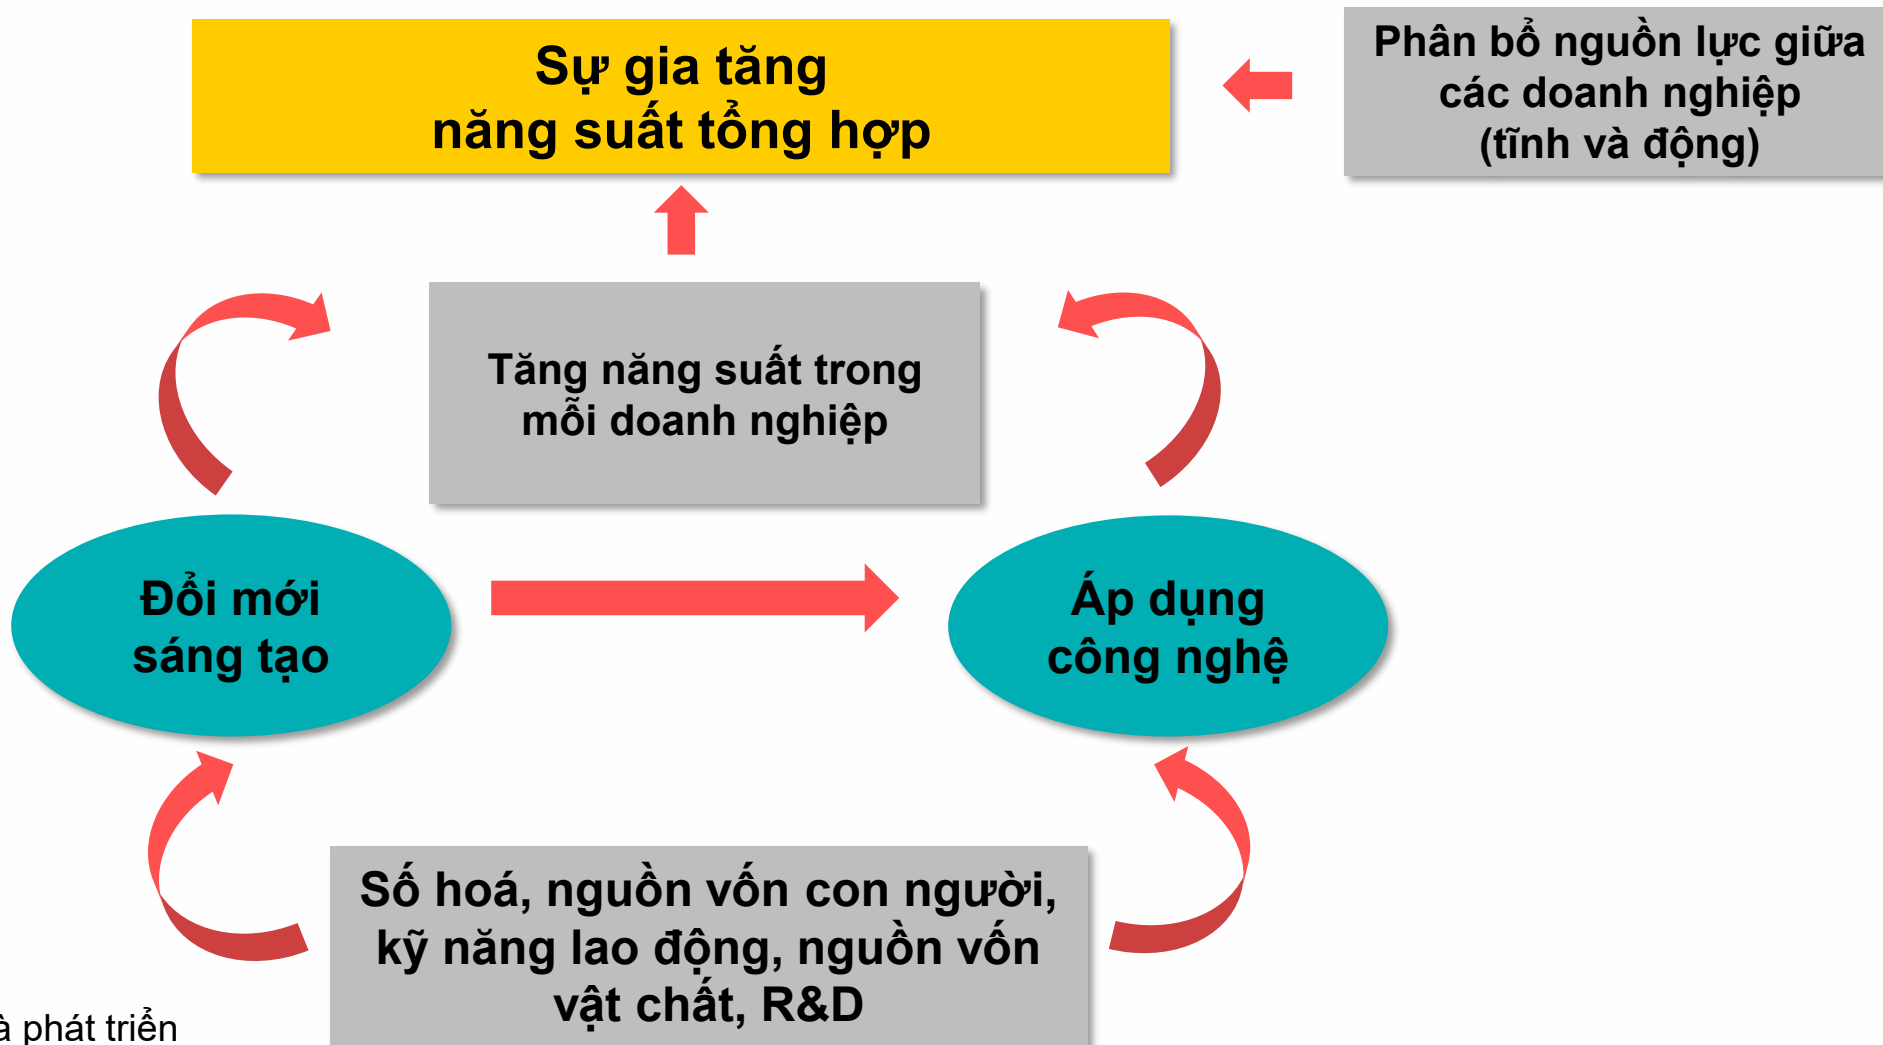 Sự gia tăng
năng suất tổng hợp
Phân bổ nguồn lực giữa
các doanh nghiệp
(tĩnh và động)
Tăng năng suất trong
mỗi doanh nghiệp
Đổi mới
sáng tạo
Áp dụng
công nghệ
Số hoá, nguồn vốn con người,
kỹ năng lao động, nguồn vốn
vật chất, R&D
à phát triển